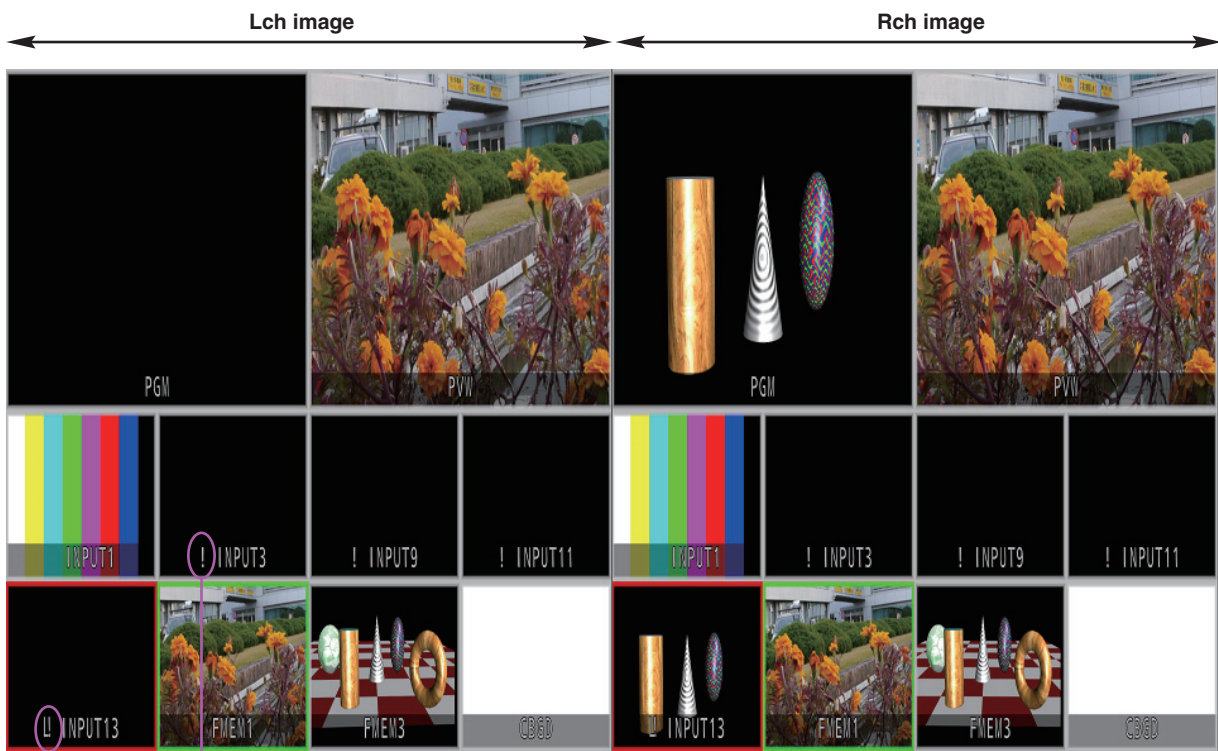 Lch image
Rch image
PGM
PVW
PGM
PVW
INPUT1
! INPUT3
! INPUT9
! INPUT11
INPUT1
! INPUT3
! INPUT9
! INPUT11
L! INPUT13
FMEM1
FMEM3
CBGD
L! INPUT13
FMEM1
FMEM3
CBGD